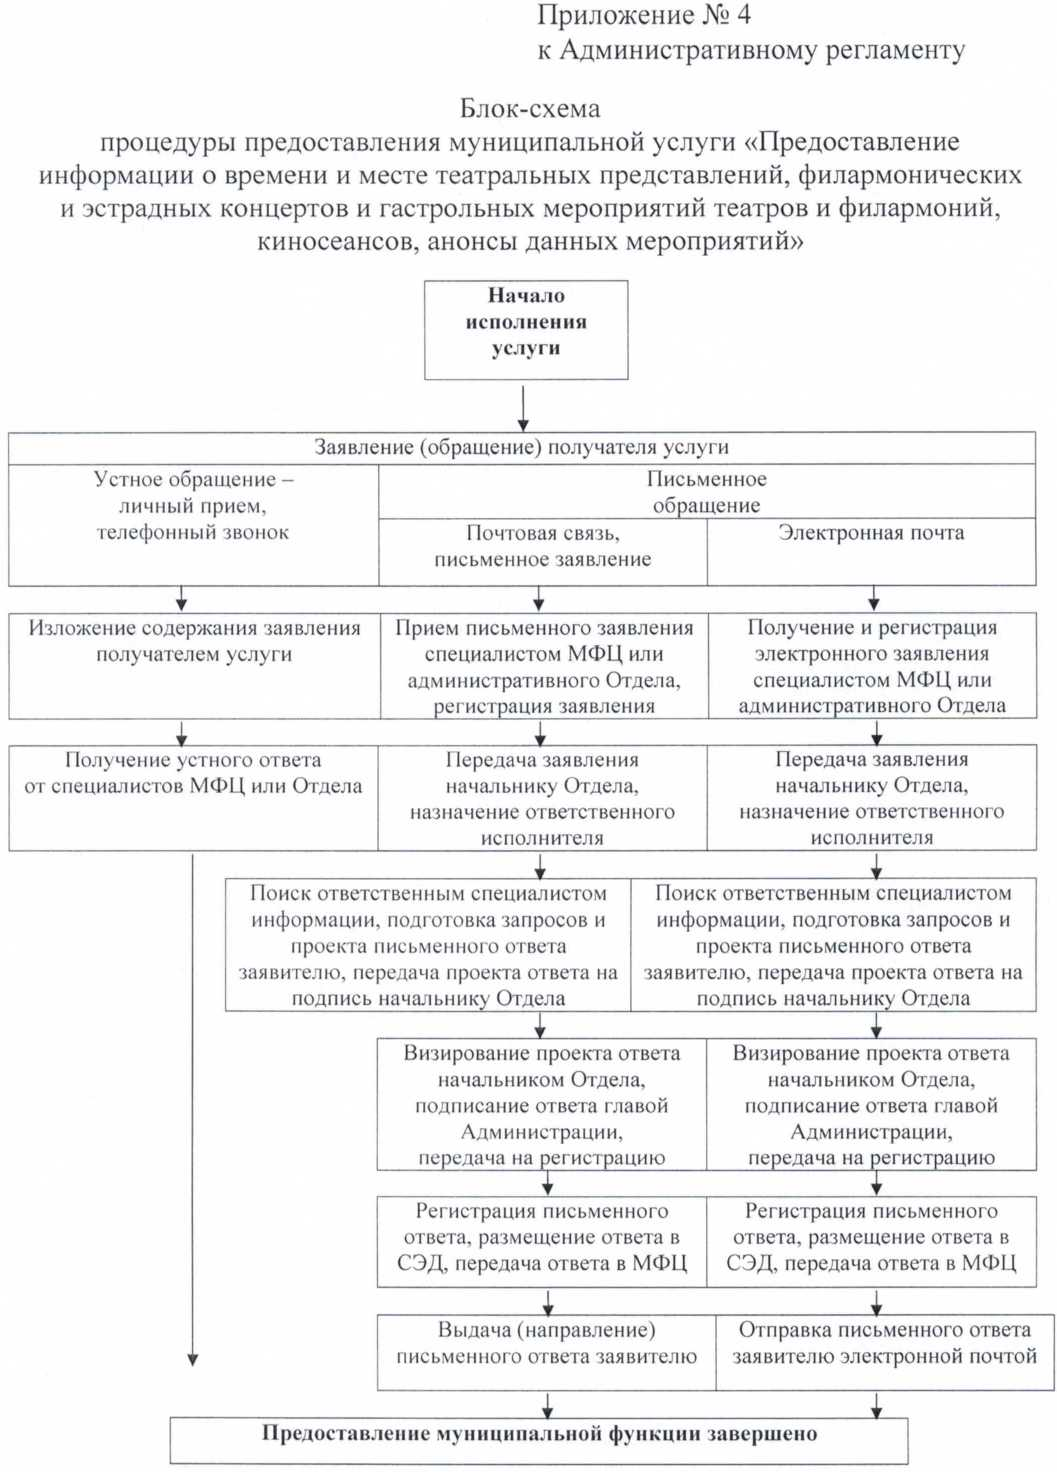 Приложение № 4
к Административному регламенту
Блок-схема
процедуры предоставления муниципальной услуги «Предоставление
информации о времени и месте театральных представлений, филармонических
и эстрадных концертов и гастрольных мероприятий театров и филармоний,
киносеансов, анонсы данных мероприятий»
Начало
исполнения
услуги
Заявление (обращение) получателя услуги
Устное обращение –
личный прием,
телефонный звонок
Письменное
обращение
Почтовая связь,
письменное заявление
Электронная почта
Изложение содержания заявления
получателем услуги
Прием письменного заявления
специалистом МФЦ или
административного Отдела,
регистрация заявления
Получение и регистрация
электронного заявления
специалистом МФЦ или
административного Отдела
Получение устного ответа
от специалистов МФЦ или Отдела
Передача заявления
начальнику Отдела,
назначение ответственного
исполнителя
Передача заявления
начальнику Отдела,
назначение ответственного
исполнителя
Поиск ответственным специалистом
информации, подготовка запросов и
проекта письменного ответа
заявителю, передача проекта ответа на
подпись начальнику Отдела
Поиск ответственным специалистом
информации, подготовка запросов и
проекта письменного ответа
заявителю, передача проекта ответа на
подпись начальнику Отдела
Визирование проекта ответа
начальником Отдела,
подписание ответа главой
Администрации,
передача на регистрацию
Визирование проекта ответа
начальником Отдела,
подписание ответа главой
Администрации,
передача на регистрацию
Регистрация письменного
ответа, размещение ответа в
СЭД, передача ответа в МФЦ
Регистрация письменного
ответа, размещение ответа в
СЭД, передача ответа в МФЦ
Выдача (направление)
письменного ответа заявителю
Отправка письменного ответа
заявителю электронной почтой
Предоставление муниципальной функции завершено